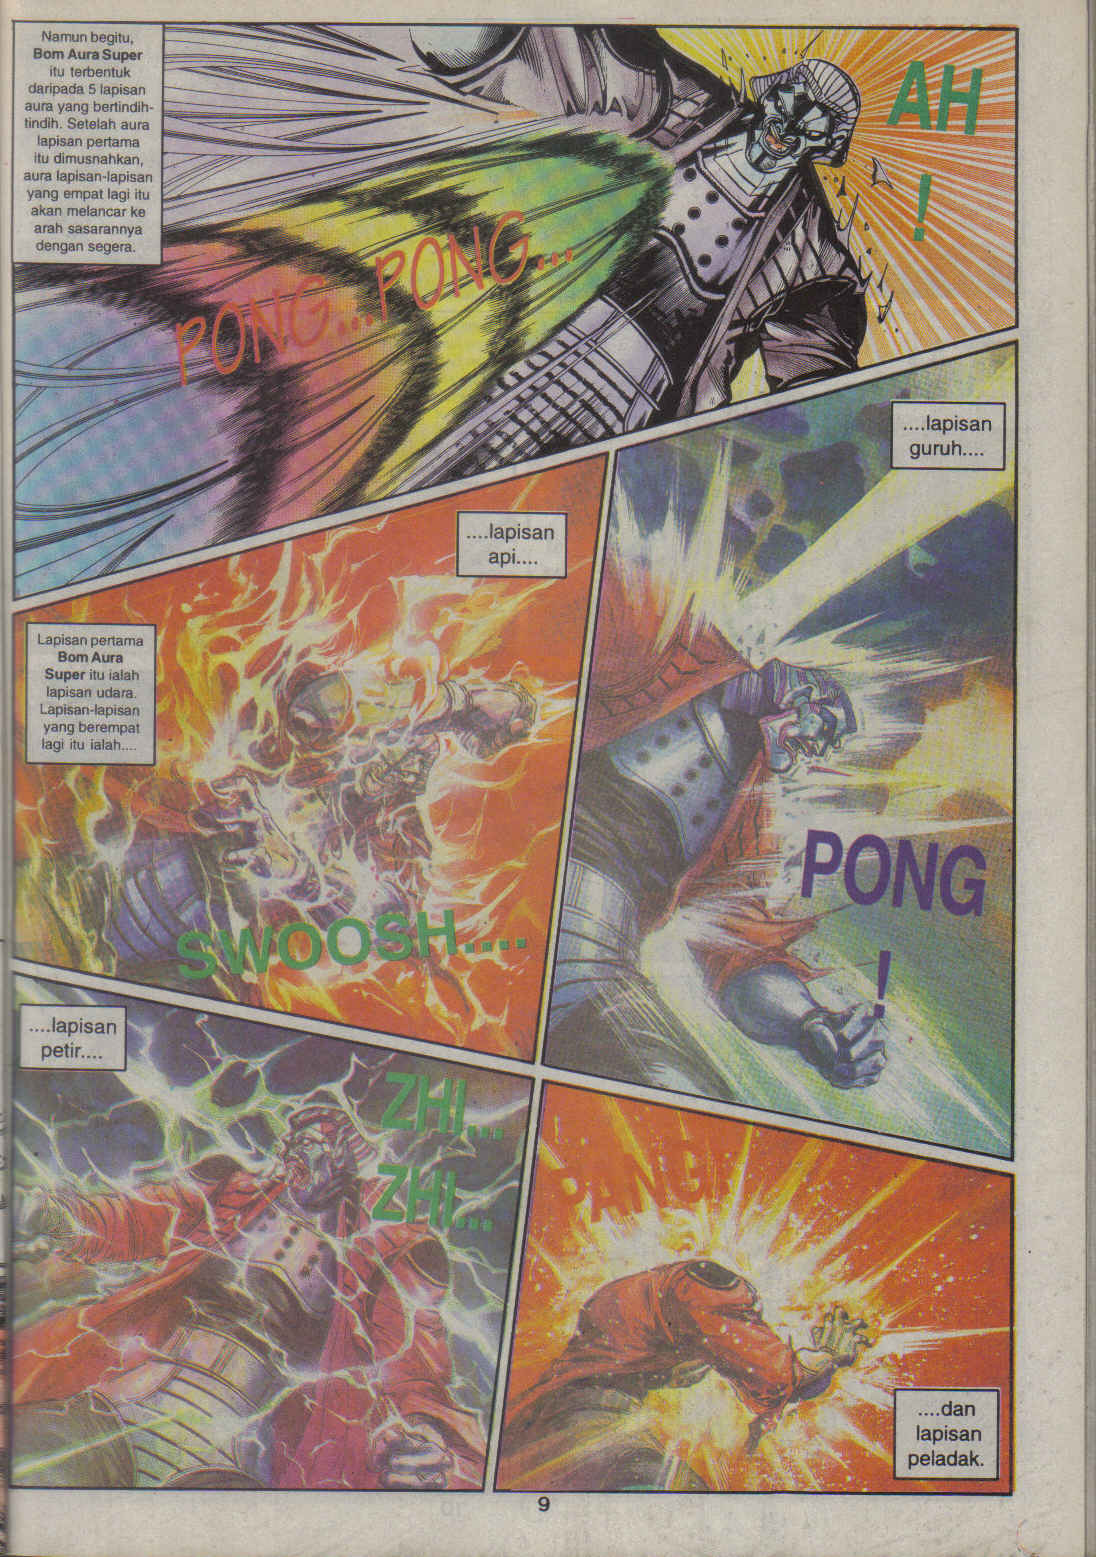 Namun begitu,
Bom Aura Super
itu terbentuk
daripada 5 lapisan
aura yang bertindih-
tindih. Setelah aura
lapisan pertama
itu dimusnahkan,
aura lapisan-lapisan
yang empat lagi itu
akan melancar ke
arah sasarannya
dengan segera.
AH
!
PONG...PONG...
Lapisan pertama
Bom Aura
Super itu ialah
lapisan udara.
Lapisan-lapisan
yang berempat
lagi itu ialah....
....lapisan
api....
SWOOSH....
....lapisan
guruh....
PONG
!
....lapisan
petir....
ZHI...
ZHI...
PANG
....dan
lapisan
peladak.
9